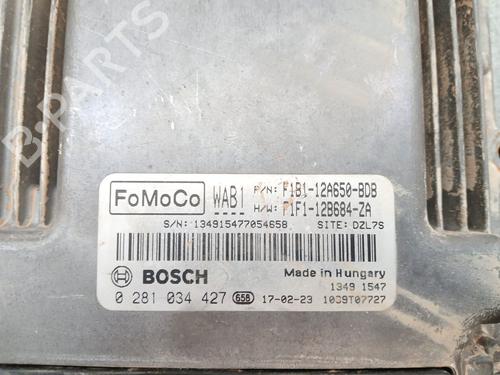 B-PARTS
FoMoCo WAB1 P/N: F1B1-12A650-BDB
H/W: F1F1-12B684-ZA
S/N: 134915477054658 SITE: DZL7S
BOSCH Made in Hungary
1349 1547
0 281 034 427 658 17-02-23 1039T07727